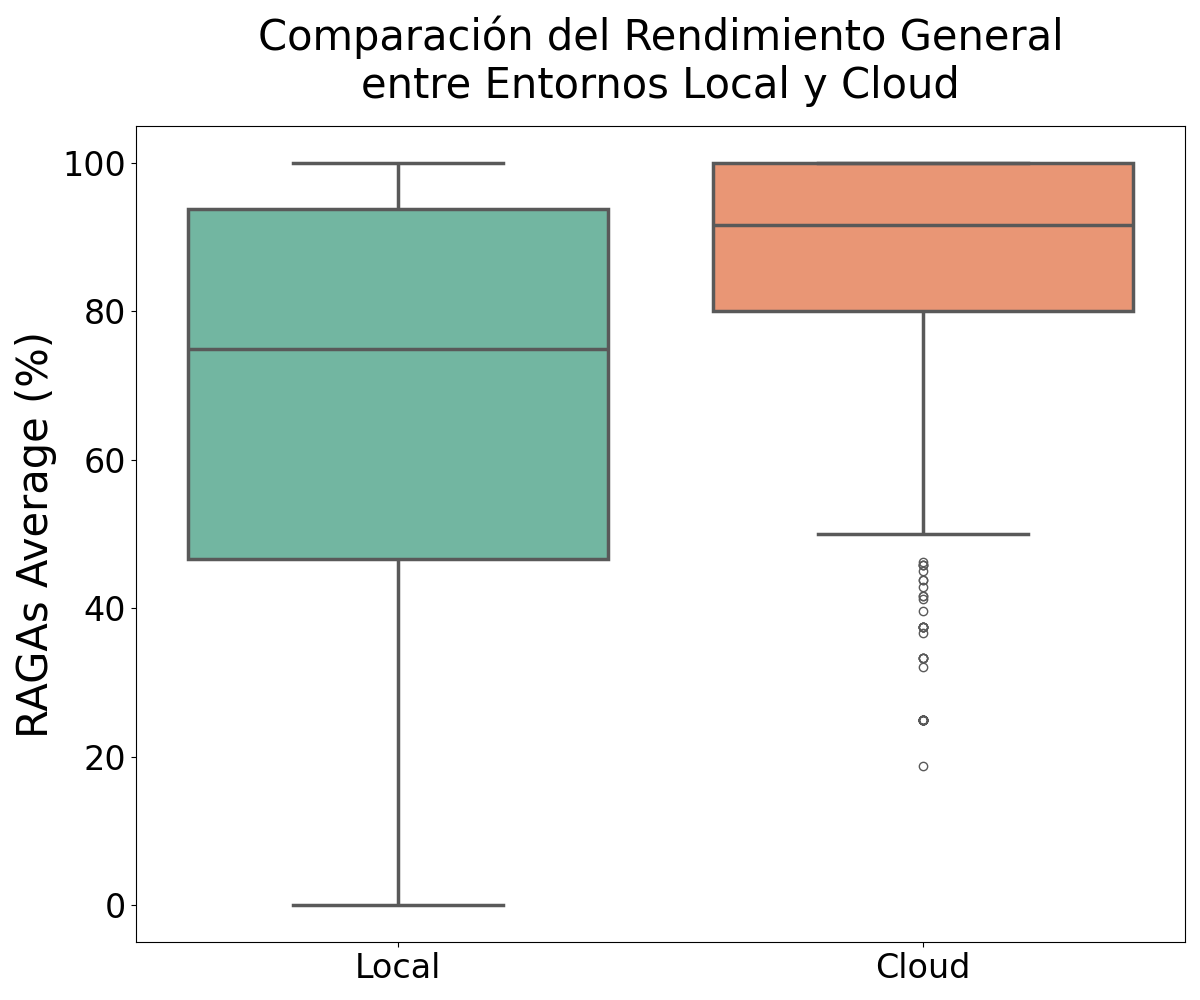 Comparación del Rendimiento General
entre Entornos Local y Cloud
RAGAs Average (%)
100
80
60
40
20
0
Local
Cloud